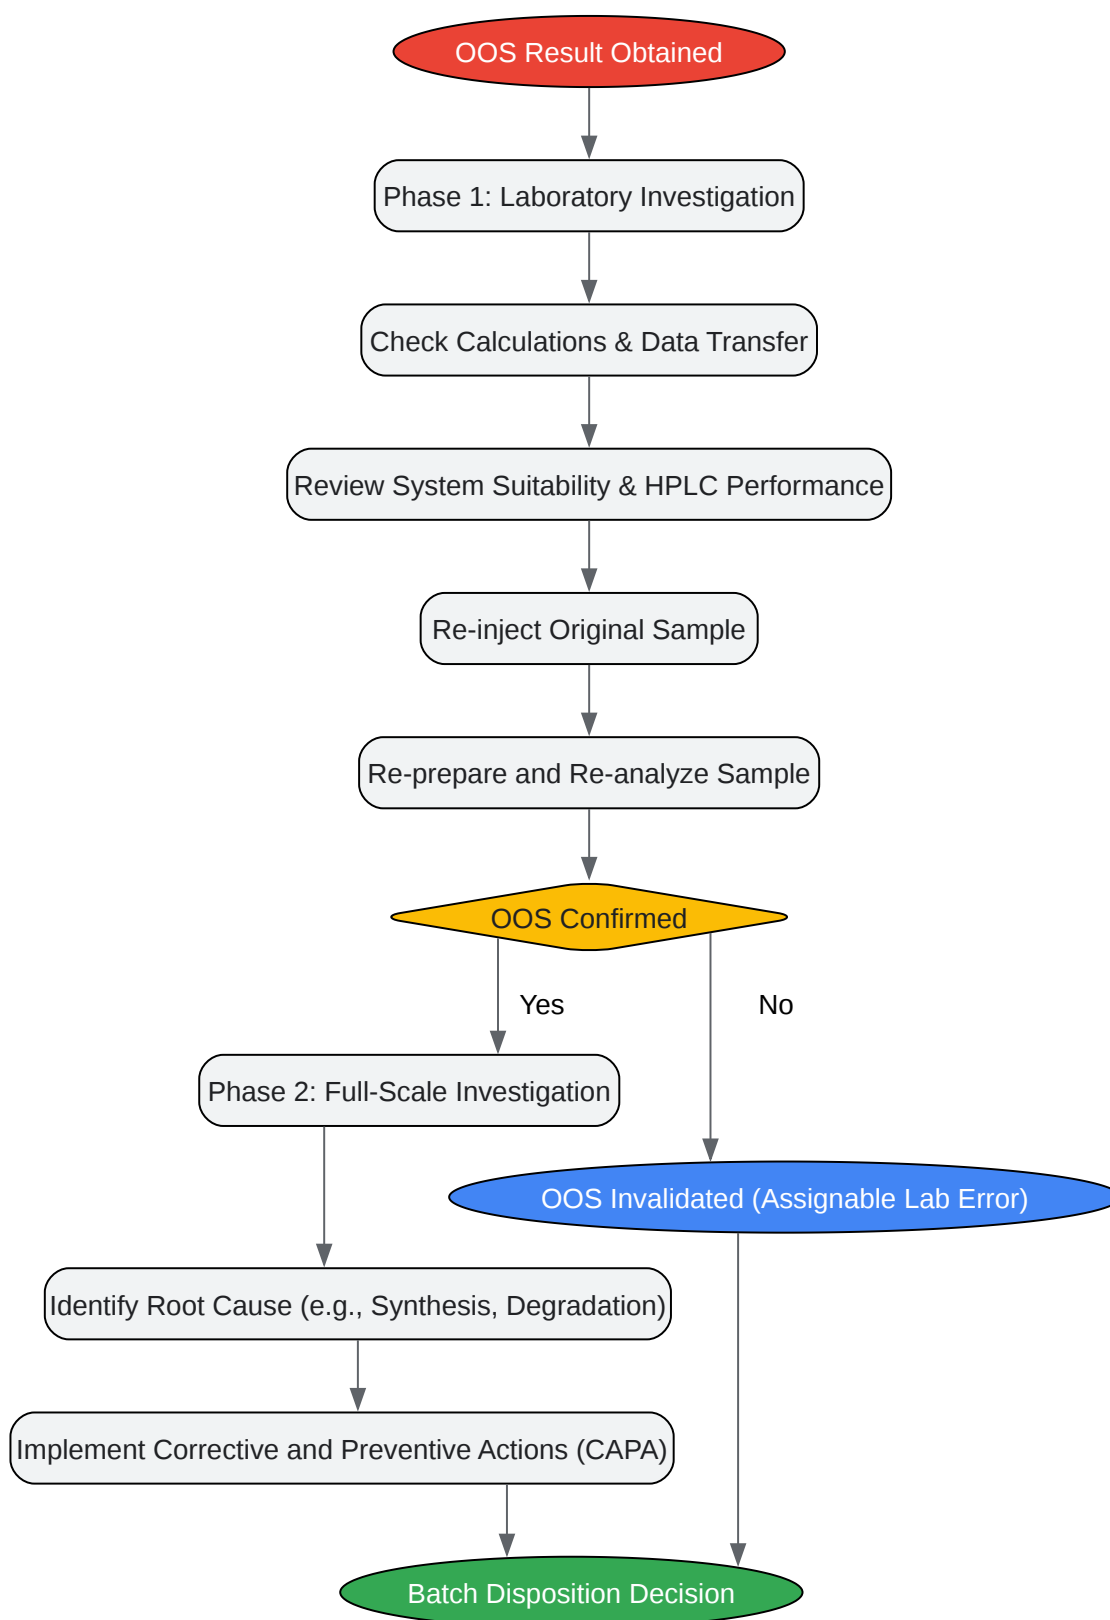 OOS Result Obtained
Phase 1: Laboratory Investigation
Check Calculations & Data Transfer
Review System Suitability & HPLC Performance
Re-inject Original Sample
Re-prepare and Re-analyze Sample
OOS Confirmed
Yes
No
Phase 2: Full-Scale Investigation
OOS Invalidated (Assignable Lab Error)
Identify Root Cause (e.g., Synthesis, Degradation)
Implement Corrective and Preventive Actions (CAPA)
Batch Disposition Decision